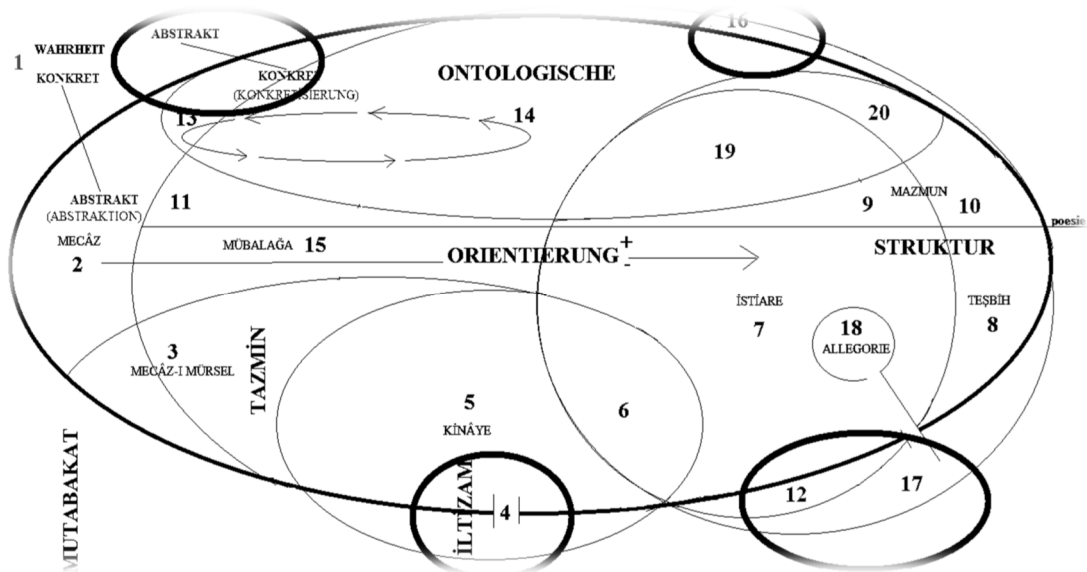 16
ABSTRAKT
1 WAHRHEIT
KONKRET
KONKRET
(KONKRETISIERUNG)
ONTOLOGISCHE
13
14
20
19
ABSTRAKT
(ABSTRAKTION)
11
MAZMUN
9
10
poesie
MECÂZ
2
MÜBALAĞA 15
ORIENTIERUNG + -
STRUKTUR
İSTİARE
7
TEŞBİH
8
18
ALLEGORIE
3
MECÂZ-I MÜRSEL
TAZMİN
5
KİNÂYE
6
MUTABAKAT
İLTİZAM
4
12
17